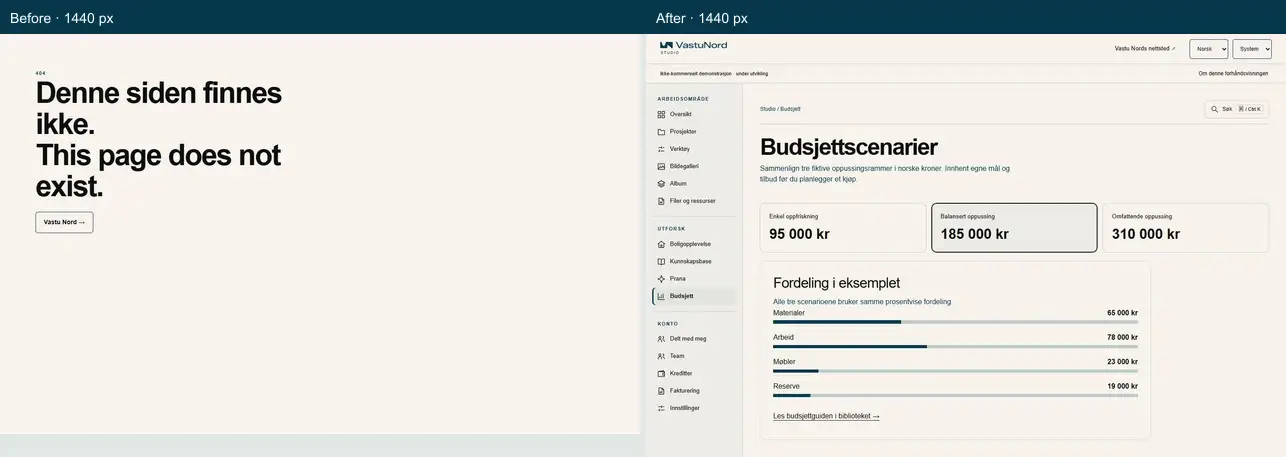 Before · 1440 px
404
Denne siden finnes
ikke.
This page does not
exist.
Vastu Nord →
After · 1440 px
VastuNord
STUDIO
Vastu Nords nettsted ↗
Norsk
System
Ikke-kommersiell demonstrasjon · under utvikling
Om denne forhåndsvisningen
ARBEIDSOMRÅDE
Oversikt
Prosjekter
Verktøy
Bildegalleri
Album
Filer og ressurser
UTFORSK
Boligopplevelse
Kunnskapsbase
Prana
Budsjett
KONTO
Delt med meg
Team
Kreditter
Fakturering
Innstillinger
Studio / Budsjett
Søk ⌘ / Ctrl K
Budsjettscenarier
Sammenlign tre fiktive oppussingsrammer i norske kroner. Innhent egne mål og
tilbud før du planlegger et kjøp.
Enkel oppfriskning
95 000 kr
Balansert oppussing
185 000 kr
Omfattende oppussing
310 000 kr
Fordeling i eksemplet
Alle tre scenarioene bruker samme prosentvise fordeling.
Materialer 65 000 kr
Arbeid 78 000 kr
Møbler 23 000 kr
Reserve 19 000 kr
Les budsjettguiden i biblioteket →